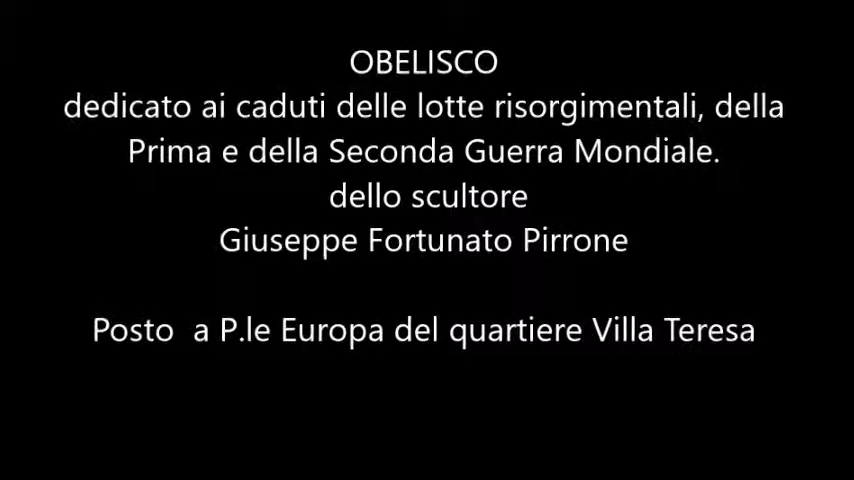 OBELISCO
dedicato ai caduti delle lotte risorgimentali, della
Prima e della Seconda Guerra Mondiale.
dello scultore
Giuseppe Fortunato Pirrone
Posto  a P.le Europa del quartiere Villa Teresa